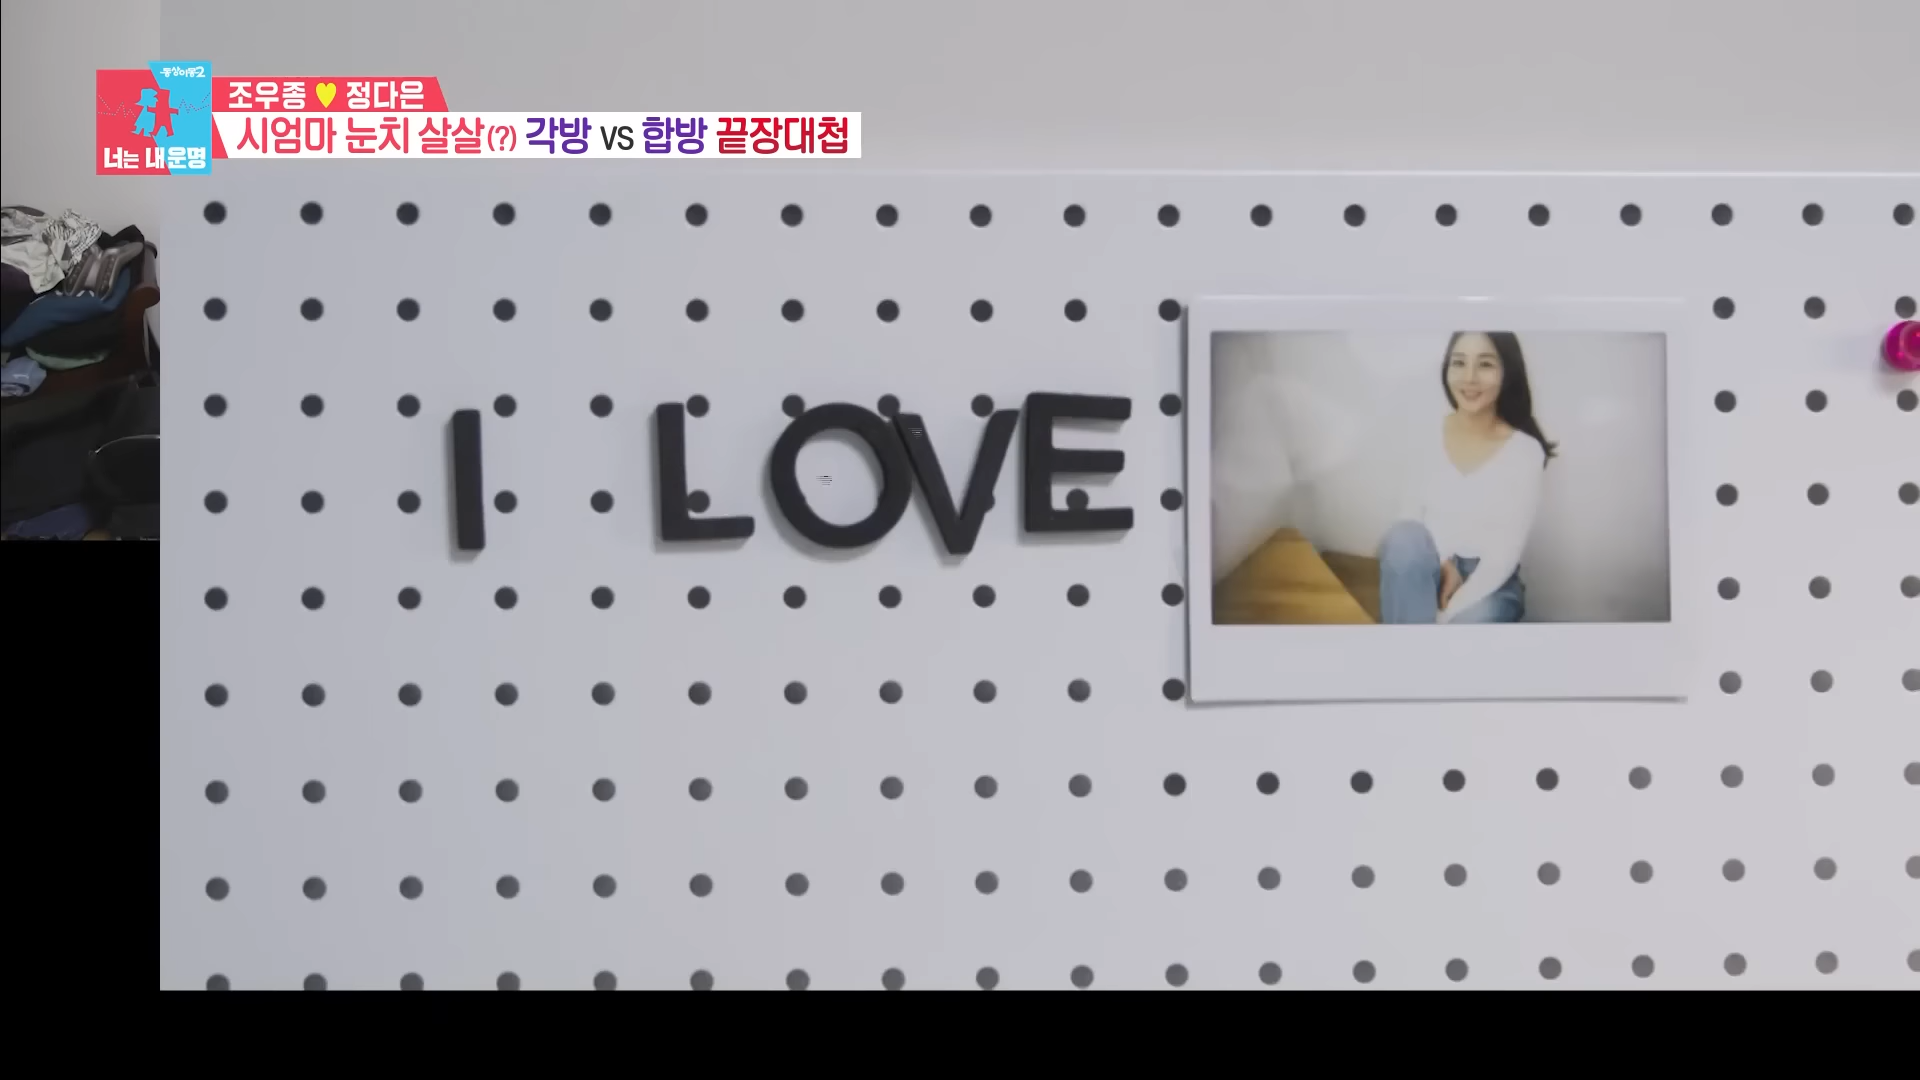 동상이몽2
너는 내 운명
조우종 💛 정다은
시엄마 눈치 살살(?) 각방 VS 합방 끝장대첩
I LOVE